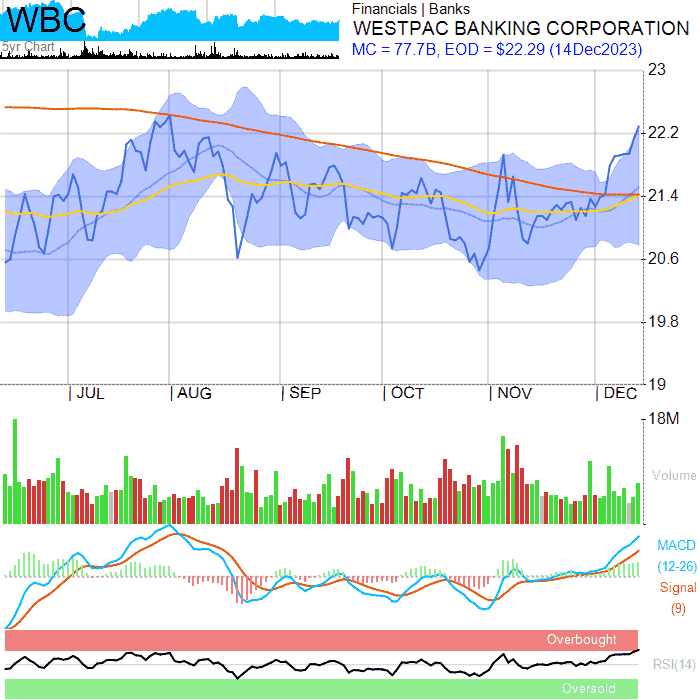 WBC
5yr Chart
Financials | Banks
WESTPAC BANKING CORPORATION
MC = 77.7B, EOD = $22.29 (14Dec2023)
23
22.2
21.4
20.6
19.8
19
| JUL | AUG | SEP | OCT | NOV | DEC
18M
Volume
MACD
(12-26)
Signal
(9)
Overbought
RSI(14)
Oversold